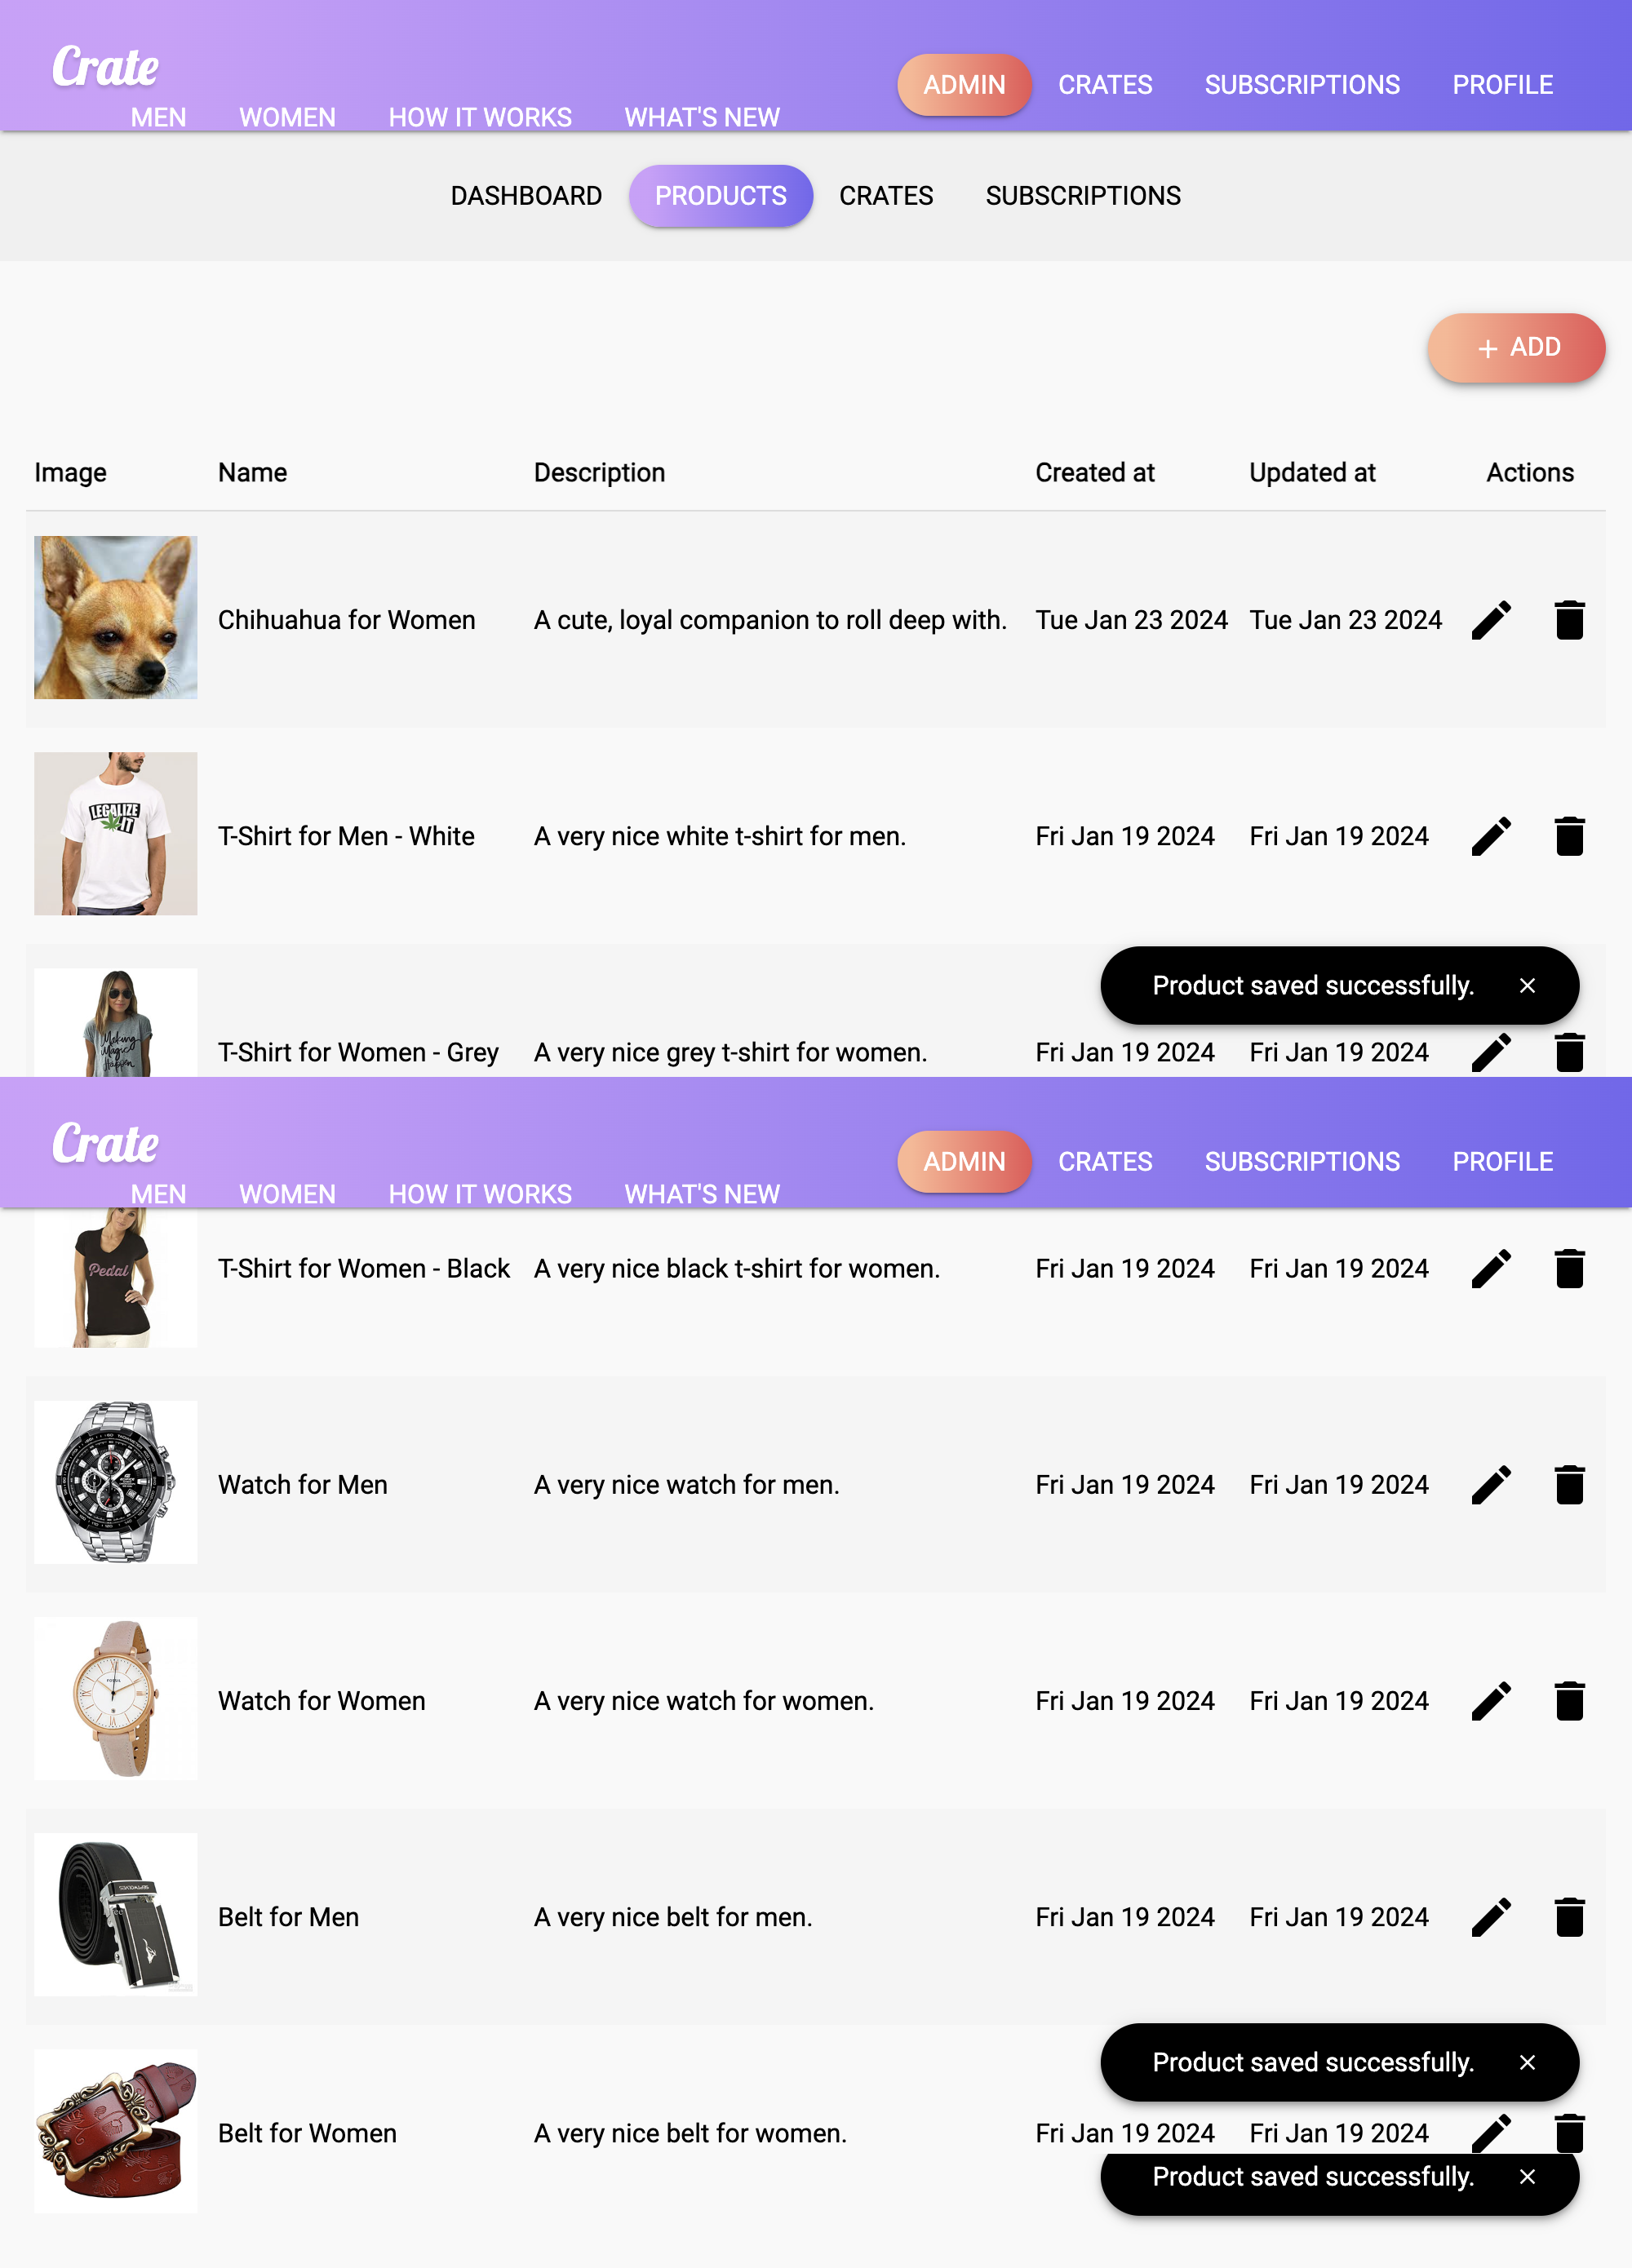 Crate
ADMIN CRATES SUBSCRIPTIONS PROFILE
MEN WOMEN HOW IT WORKS WHAT'S NEW
DASHBOARD PRODUCTS CRATES SUBSCRIPTIONS
+ ADD
Image Name Description Created at Updated at Actions
Chihuahua for Women A cute, loyal companion to roll deep with. Tue Jan 23 2024 Tue Jan 23 2024
LEGALIZE
IT
T-Shirt for Men - White A very nice white t-shirt for men. Fri Jan 19 2024 Fri Jan 19 2024
Product saved successfully. ×
Making
Magic
Happen
T-Shirt for Women - Grey A very nice grey t-shirt for women. Fri Jan 19 2024 Fri Jan 19 2024
Crate
ADMIN CRATES SUBSCRIPTIONS PROFILE
MEN WOMEN HOW IT WORKS WHAT'S NEW
Pedal
T-Shirt for Women - Black A very nice black t-shirt for women. Fri Jan 19 2024 Fri Jan 19 2024
Watch for Men A very nice watch for men. Fri Jan 19 2024 Fri Jan 19 2024
FOSSIL
Watch for Women A very nice watch for women. Fri Jan 19 2024 Fri Jan 19 2024
Belt for Men A very nice belt for men. Fri Jan 19 2024 Fri Jan 19 2024
Product saved successfully. ×
Belt for Women A very nice belt for women. Fri Jan 19 2024 Fri Jan 19 2024
Product saved successfully. ×